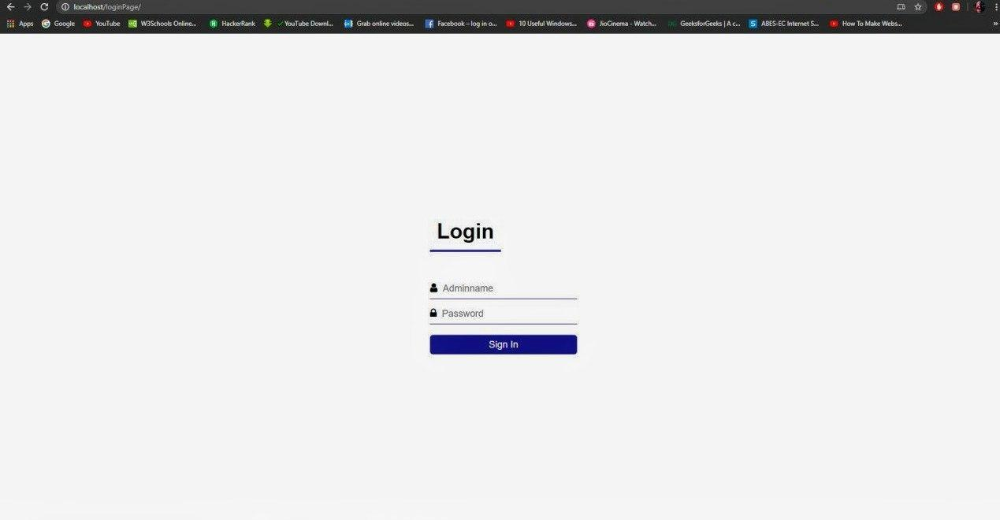 localhost/loginPage/
Apps Google YouTube W3Schools Online... HackerRank YouTube Downl... Grab online videos... Facebook – log in o... 10 Useful Windows... JioCinema - Watch... GeeksforGeeks | A c... ABES-EC Internet S... How To Make Webs... »
Login
Adminname
Password
Sign In